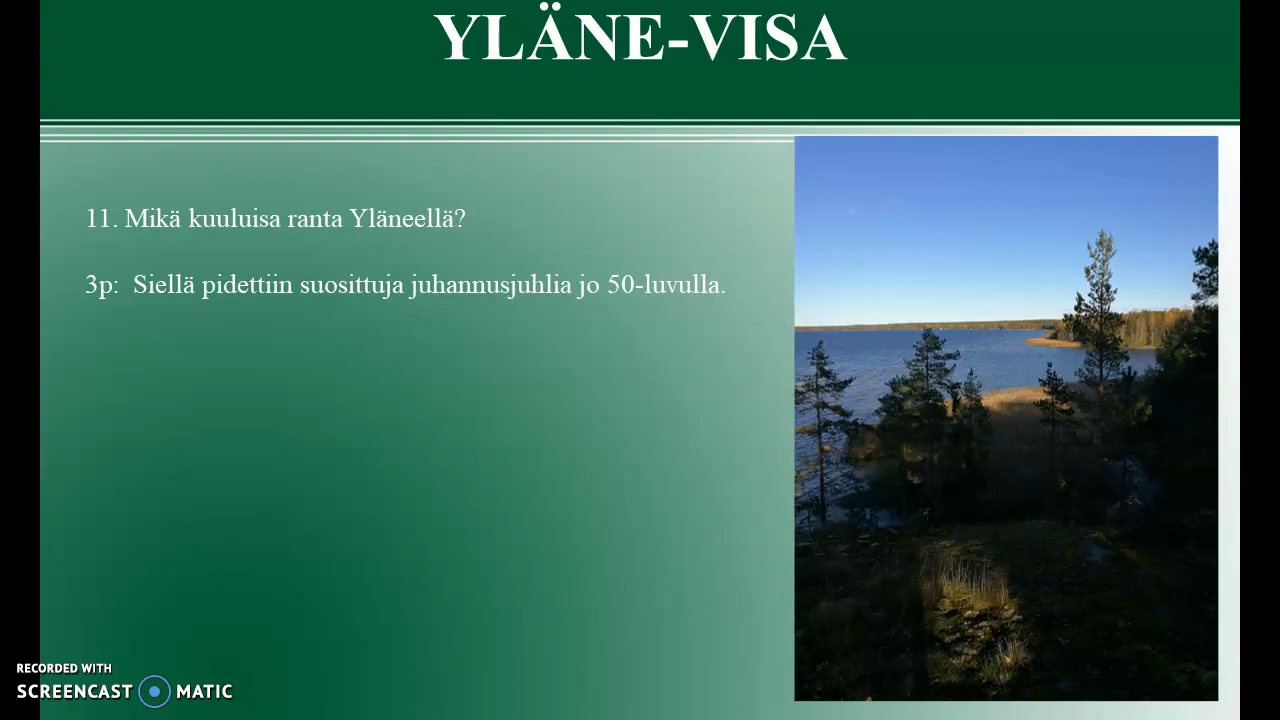 YLÄNE-VISA
11. Mikä kuuluisa ranta Yläneellä?
3p: Siellä pidettiin suosittuja juhannusjuhlia jo 50-luvulla.
RECORDED WITH
SCREENCAST MATIC